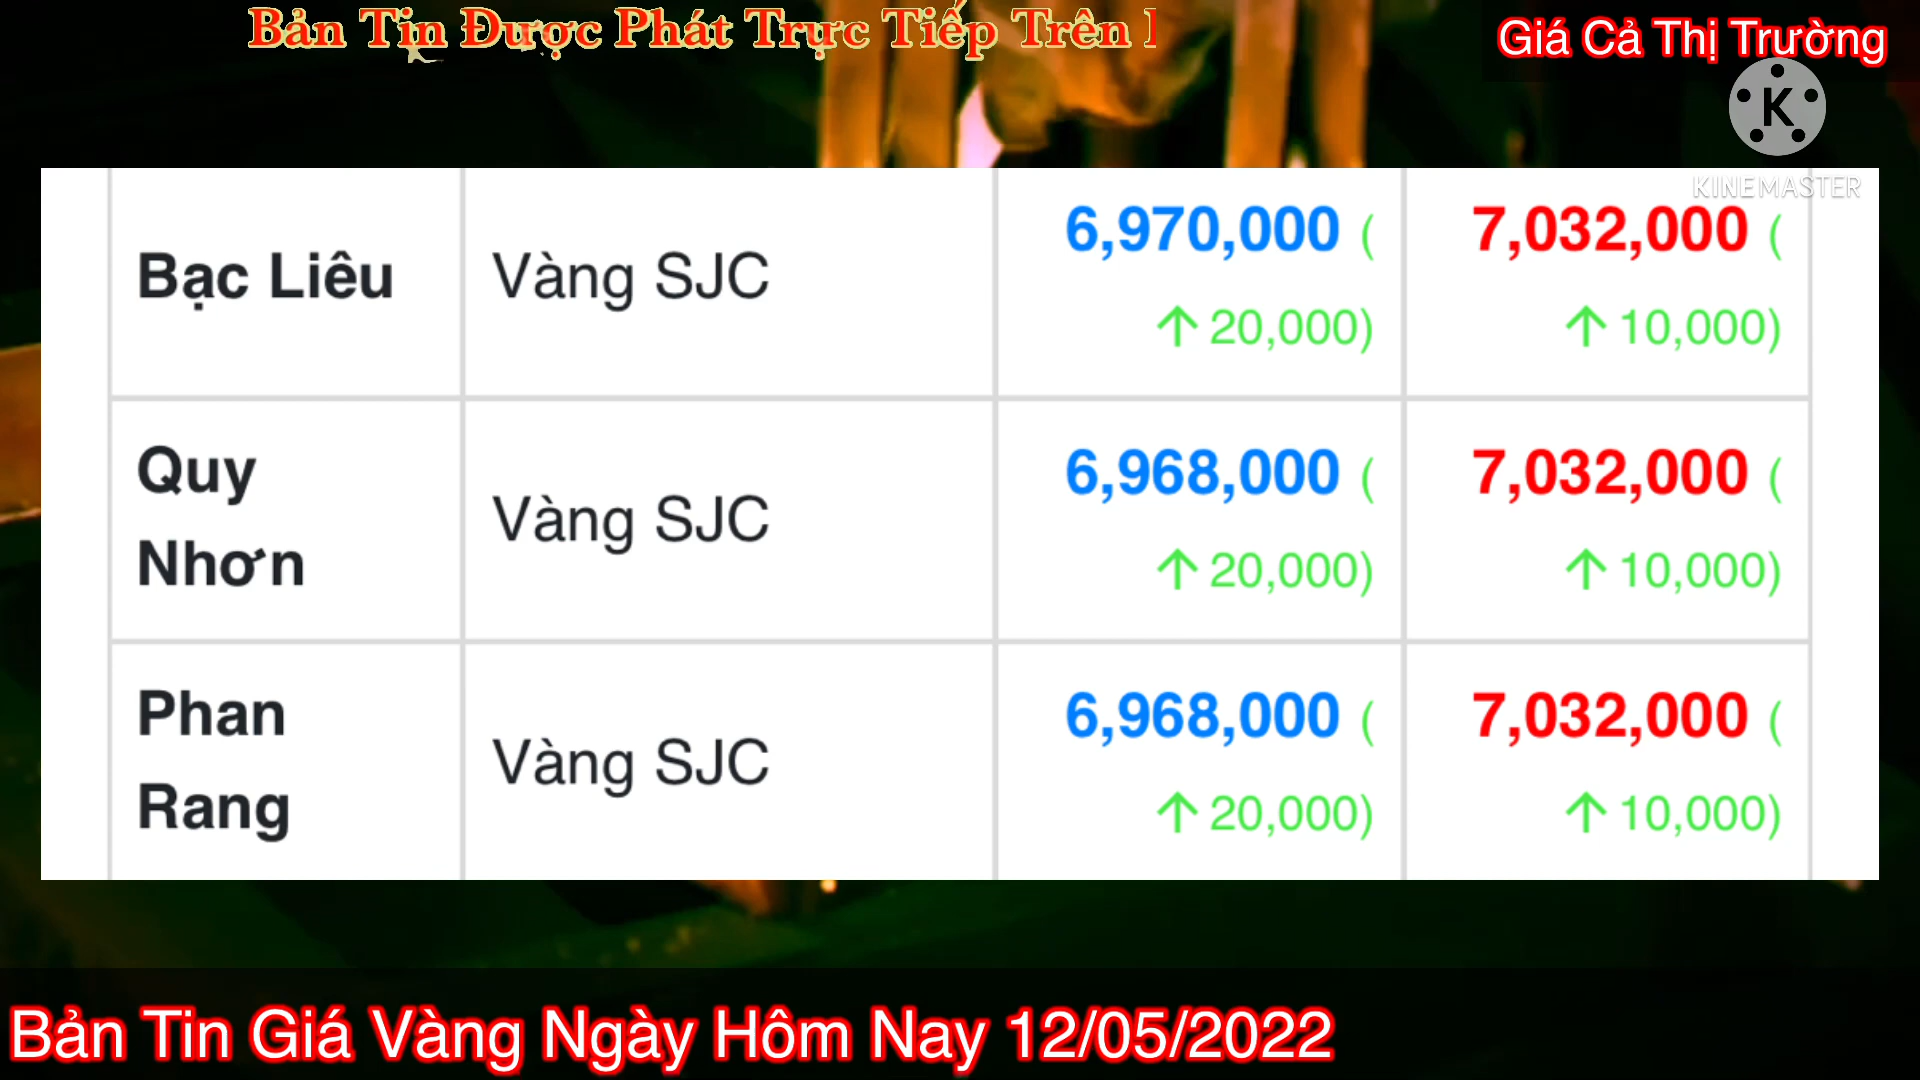 Bản Tin Được Phát Trực Tiếp Trên
Giá Cả Thị Trường
K
KINEMASTER
Bạc Liêu Vàng SJC 6,970,000 ( 7,032,000 (
↑ 20,000) ↑ 10,000)
Quy 6,968,000 ( 7,032,000 (
Nhơn Vàng SJC ↑ 20,000) ↑ 10,000)
Phan 6,968,000 ( 7,032,000 (
Rang Vàng SJC ↑ 20,000) ↑ 10,000)
Bản Tin Giá Vàng Ngày Hôm Nay 12/05/2022